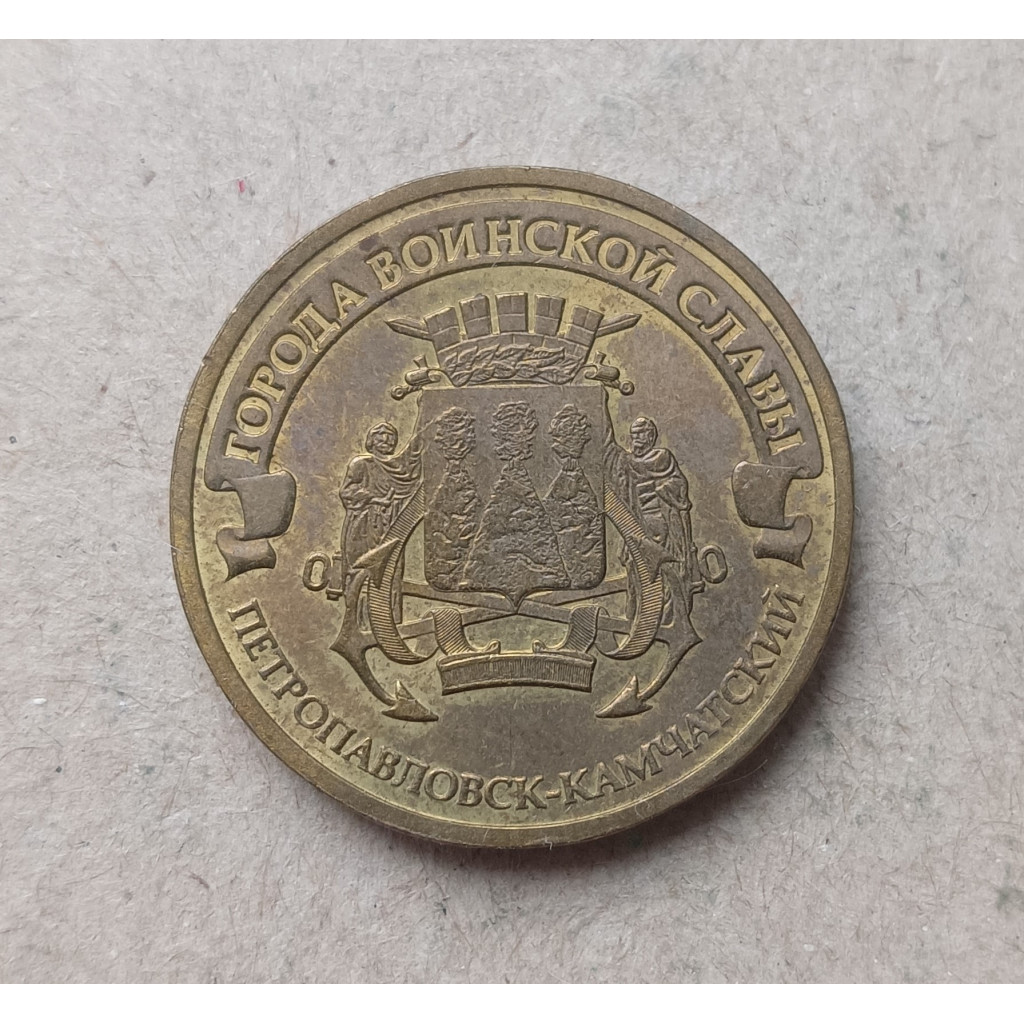 ГОРОДА ВОИНСКОЙ СЛАВЫ
ПЕТРОПАВЛОВСК-КАМЧАТСКИЙ